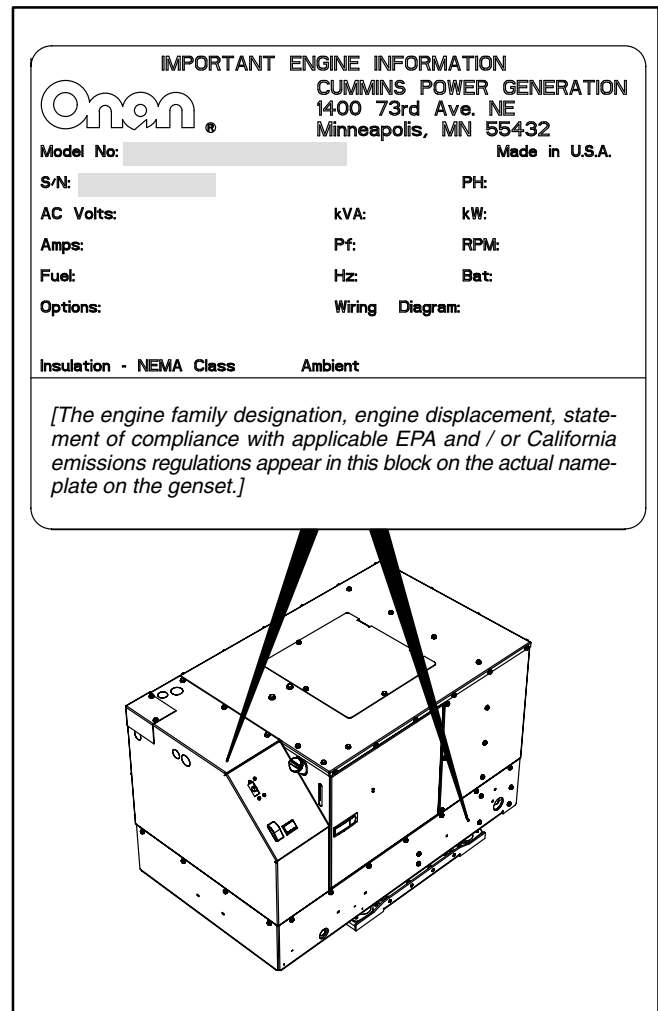 IMPORTANT ENGINE INFORMATION
Onan ®
CUMMINS POWER GENERATION
1400 73rd Ave. NE
Minneapolis, MN 55432
Model No: Made in U.S.A.
S/N: PH:
AC Volts: kVA: kW:
Amps: Pf: RPM:
Fuel: Hz: Bat:
Options: Wiring Diagram:
Insulation - NEMA Class Ambient
[The engine family designation, engine displacement, state-
ment of compliance with applicable EPA and / or California
emissions regulations appear in this block on the actual name-
plate on the genset.]